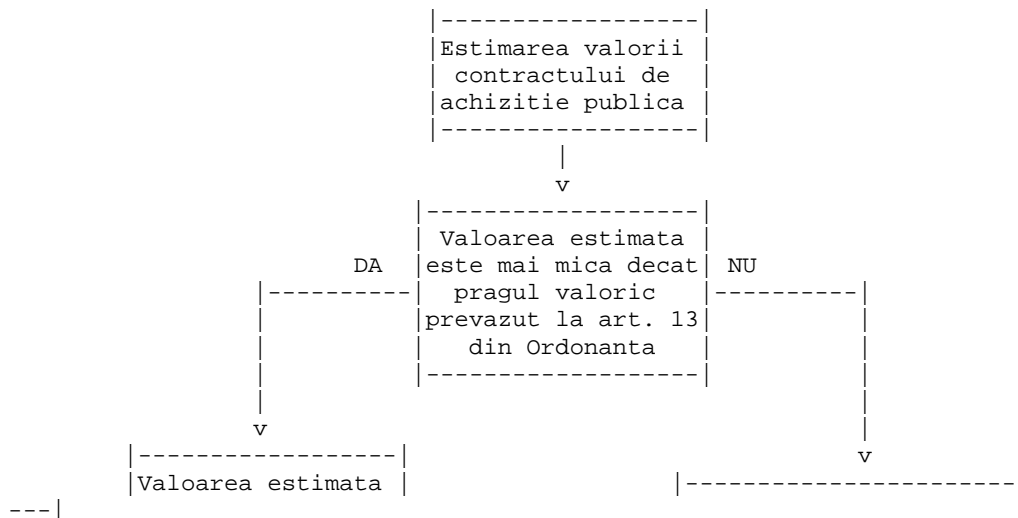 Estimarea valorii
contractului de
achizitie publica
v
Valoarea estimata
DA este mai mica decat NU
pragul valoric
prevazut la art. 13
din Ordonanta
v
v
Valoarea estimata